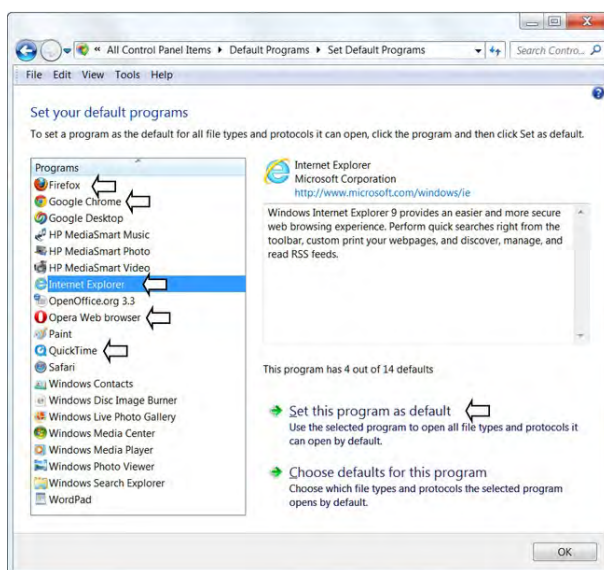 « All Control Panel Items ▸ Default Programs ▸ Set Default Programs
Search Contro...
File Edit View Tools Help
Set your default programs
To set a program as the default for all file types and protocols it can open, click the program and then click Set as default.
Programs
Firefox
Google Chrome
Google Desktop
HP MediaSmart Music
HP MediaSmart Photo
HP MediaSmart Video
Internet Explorer
OpenOffice.org 3.3
Opera Web browser
Paint
QuickTime
Safari
Windows Contacts
Windows Disc Image Burner
Windows Live Photo Gallery
Windows Media Center
Windows Media Player
Windows Photo Viewer
Windows Search Explorer
WordPad
Internet Explorer
Microsoft Corporation
http://www.microsoft.com/windows/ie
Windows Internet Explorer 9 provides an easier and more secure
web browsing experience. Perform quick searches right from the
toolbar, custom print your webpages, and discover, manage, and
read RSS feeds.
This program has 4 out of 14 defaults
Set this program as default
Use the selected program to open all file types and protocols it
can open by default.
Choose defaults for this program
Choose which file types and protocols the selected program
opens by default.
OK